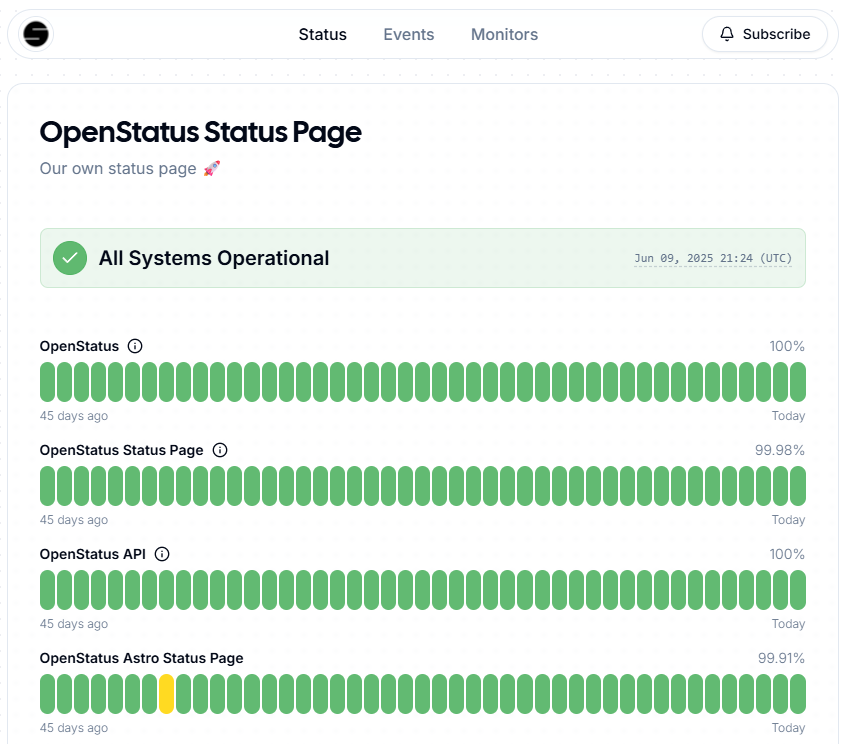 Status Events Monitors Subscribe
OpenStatus Status Page
Our own status page 🚀
All Systems Operational Jun 09, 2025 21:24 (UTC)
OpenStatus 100%
45 days ago Today
OpenStatus Status Page 99.98%
45 days ago Today
OpenStatus API 100%
45 days ago Today
OpenStatus Astro Status Page 99.91%
45 days ago Today